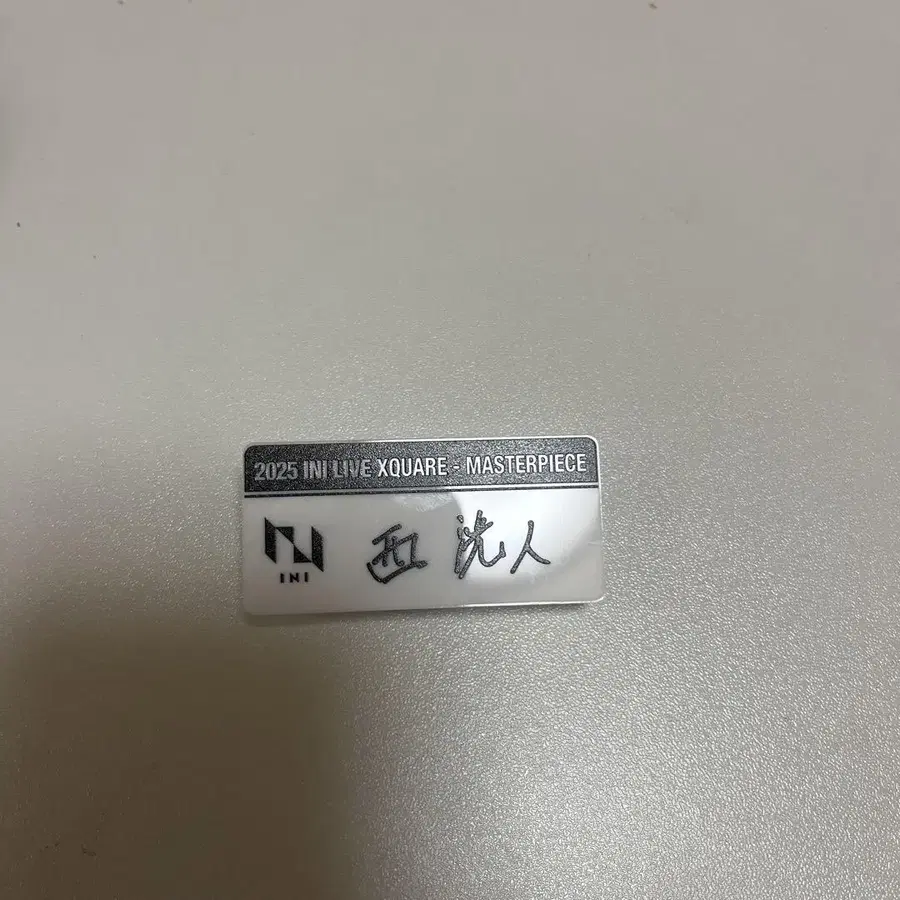 2025 INI LIVE XQUARE - MASTERPIECE
INI
西 洸人